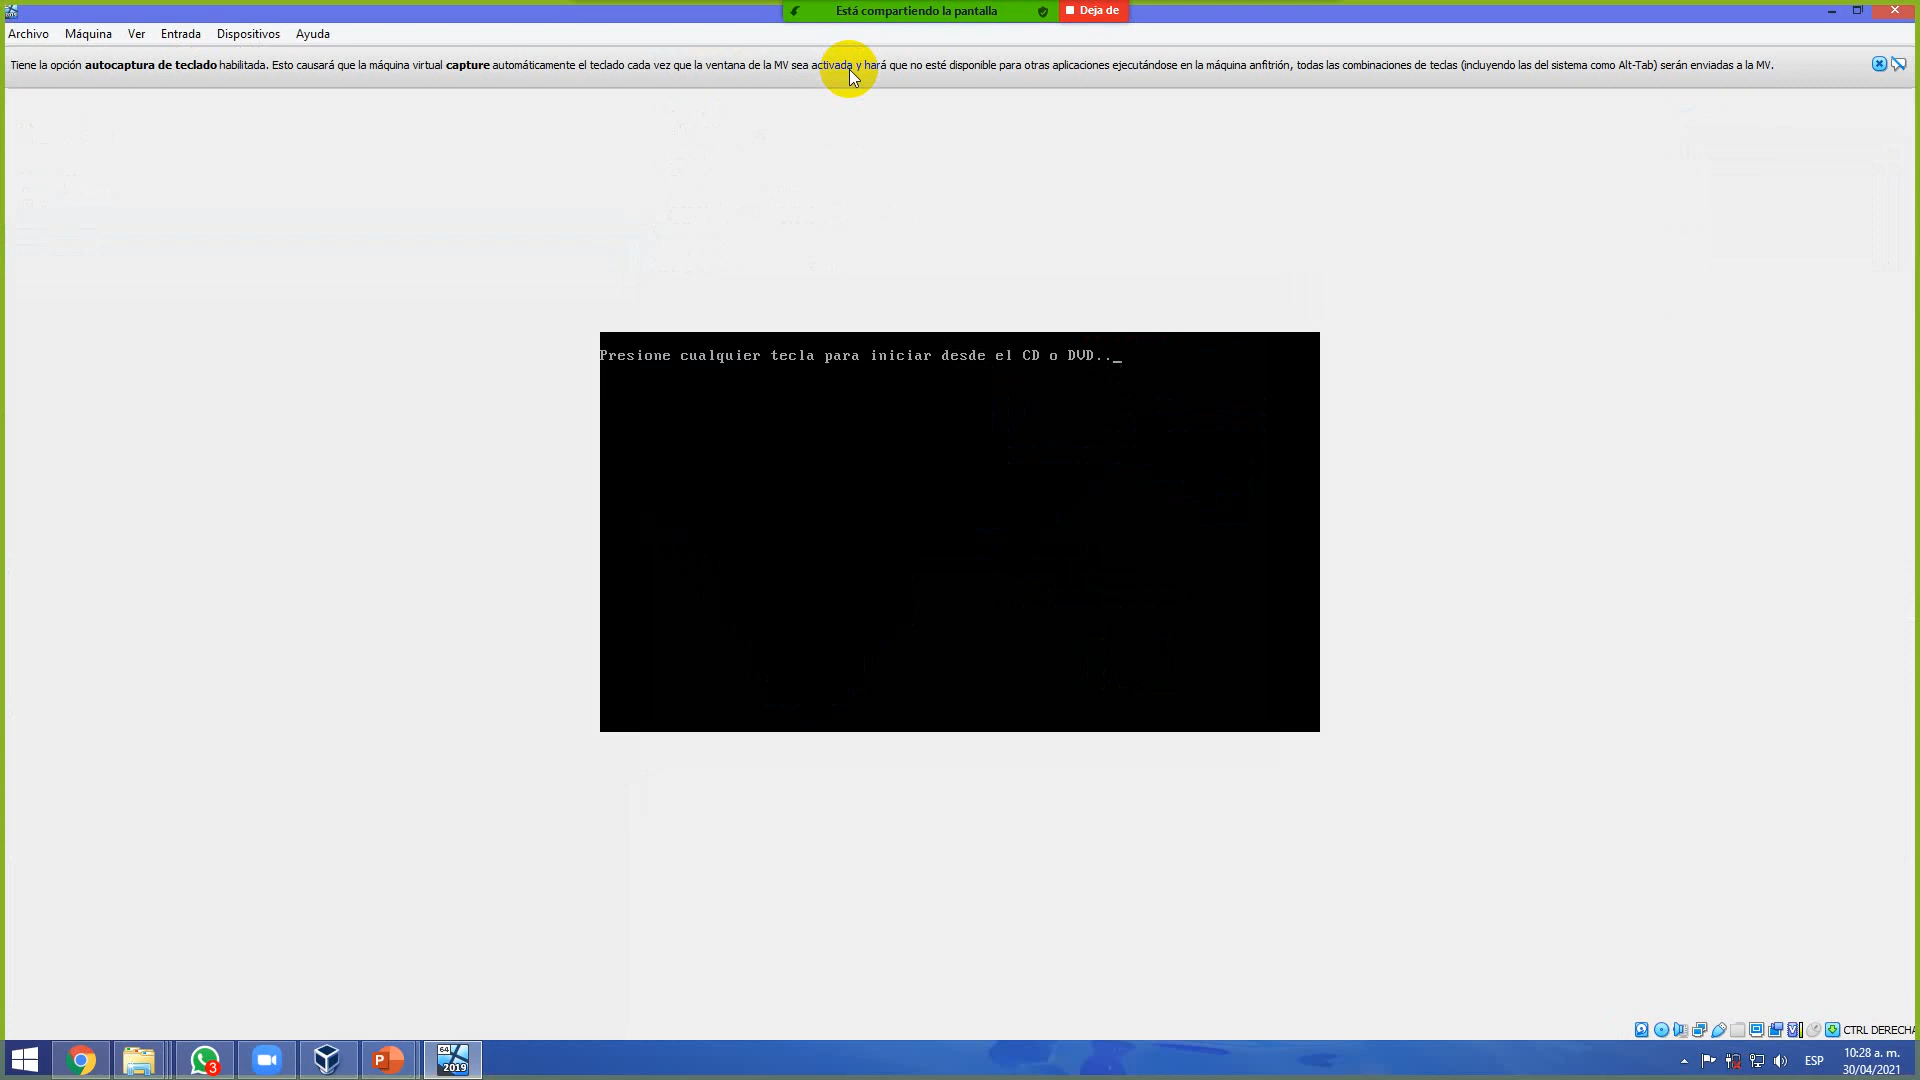 Está compartiendo la pantalla
Deja de
Archivo Máquina Ver Entrada Dispositivos Ayuda
Tiene la opción autocaptura de teclado habilitada. Esto causará que la máquina virtual capture automáticamente el teclado cada vez que la ventana de la MV sea activada y hará que no esté disponible para otras aplicaciones ejecutándose en la máquina anfitrión, todas las combinaciones de teclas (incluyendo las del sistema como Alt-Tab) serán enviadas a la MV.
Presione cualquier tecla para iniciar desde el CD o DVD.._
CTRL DERECHA
3
P
64
2019
ESP
10:28 a. m.
30/04/2021